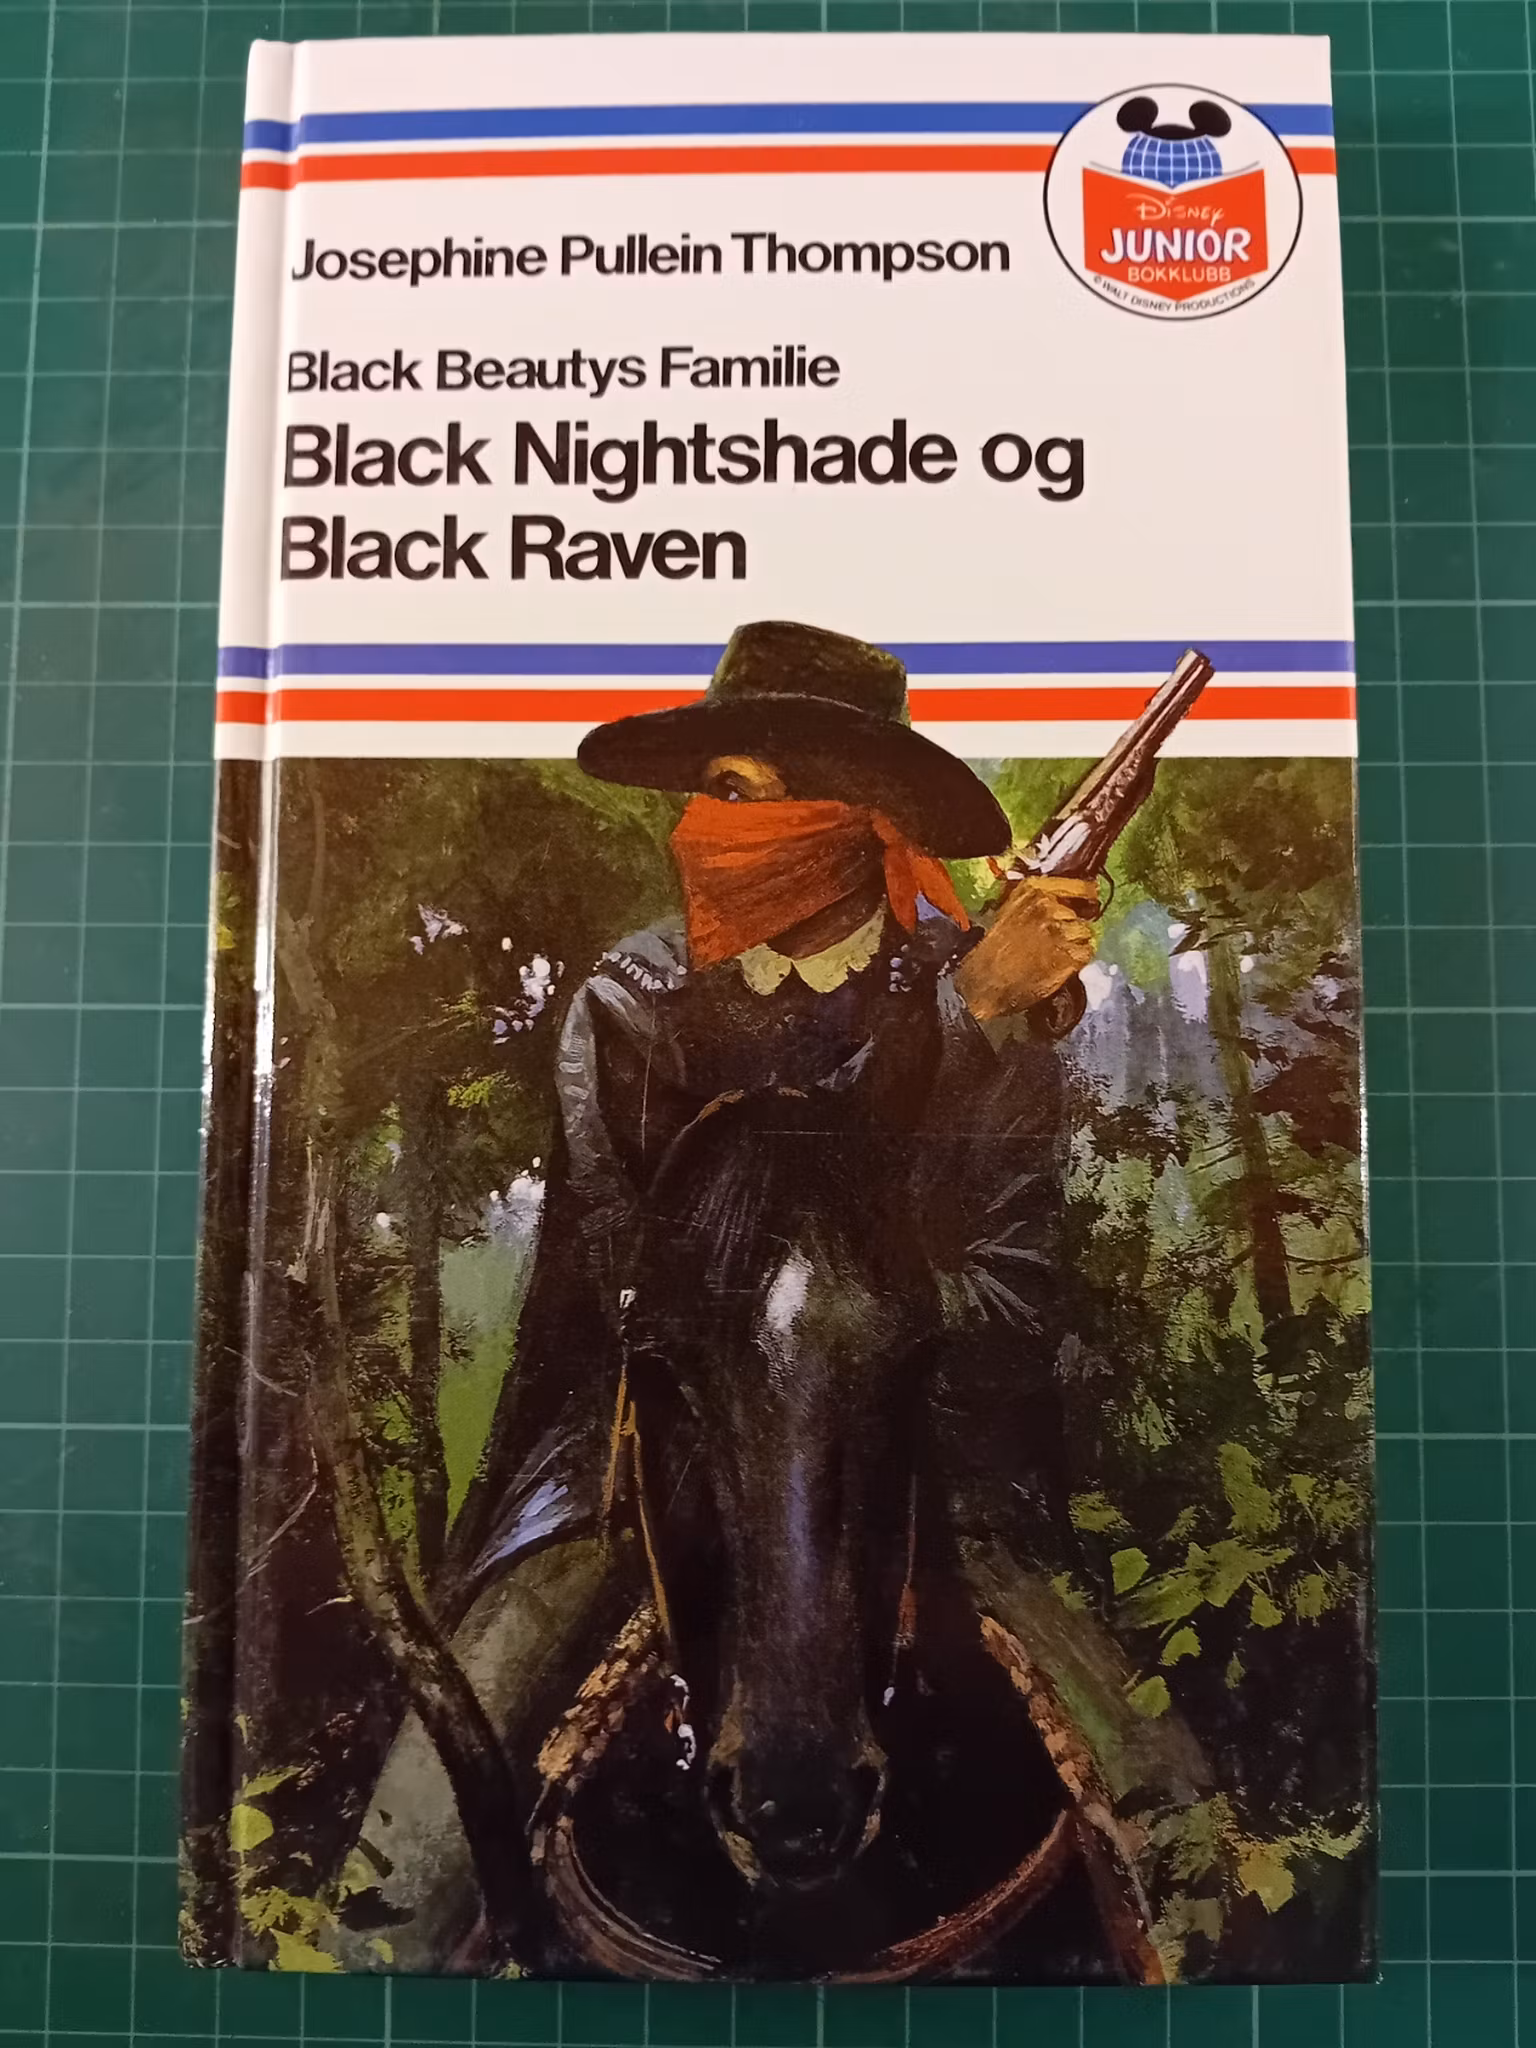 Josephine Pullein Thompson
Black Beautys Familie
Black Nightshade og
Black Raven
Disney
JUNIOR
BOKKLUBB
© WALT DISNEY PRODUCTIONS